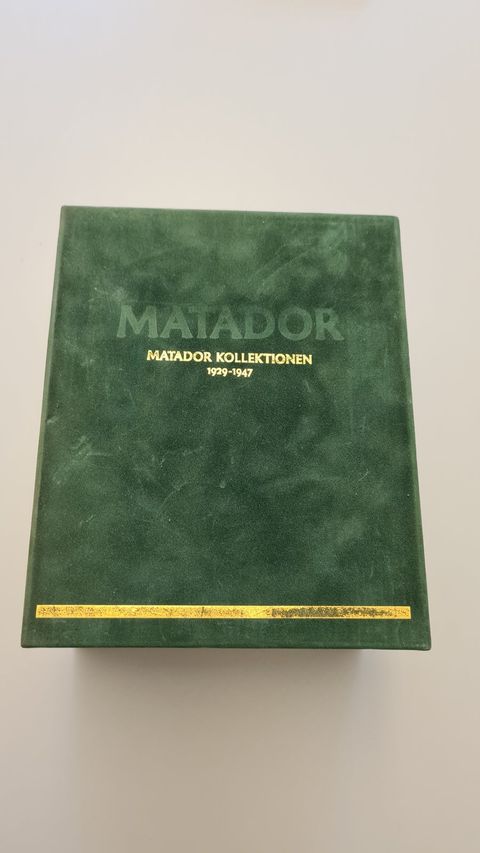 MATADOR
MATADOR KOLLEKTIONEN
1929-1947